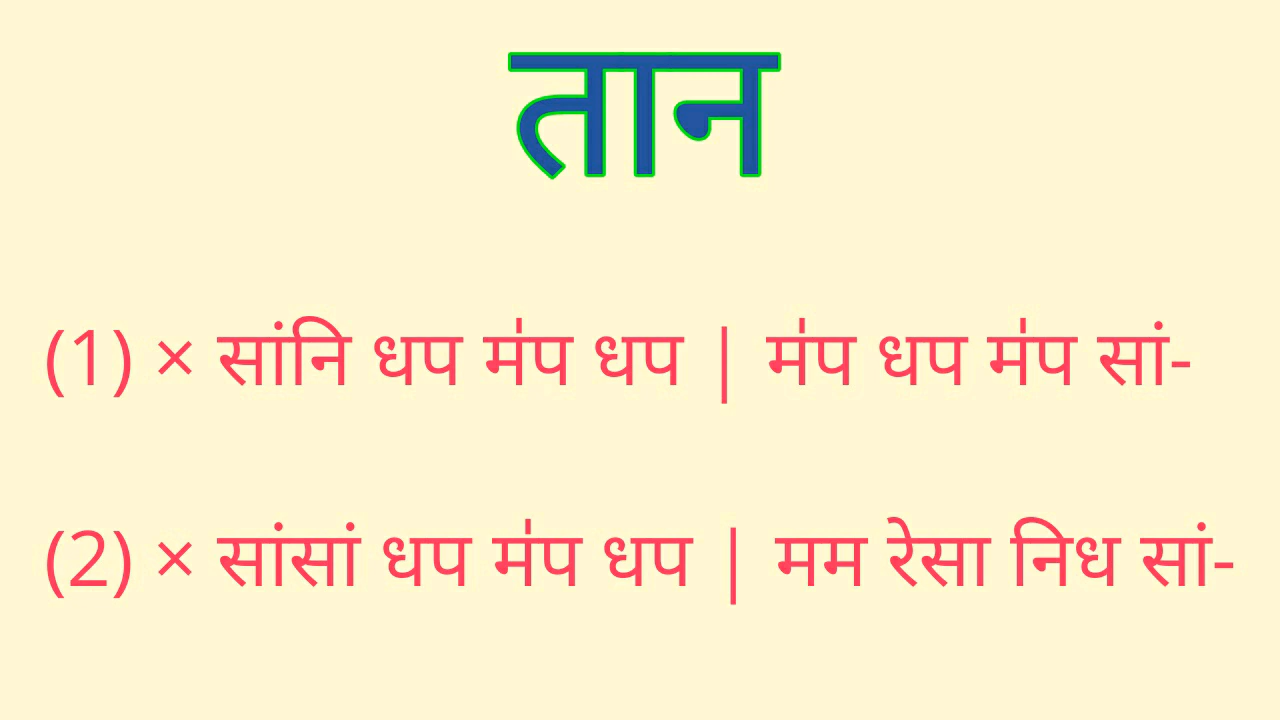 तान
(1) × सांनि धप म॑प धप | म॑प धप म॑प सां-
(2) × सांसां धप म॑प धप | मम रेसा निध सां-